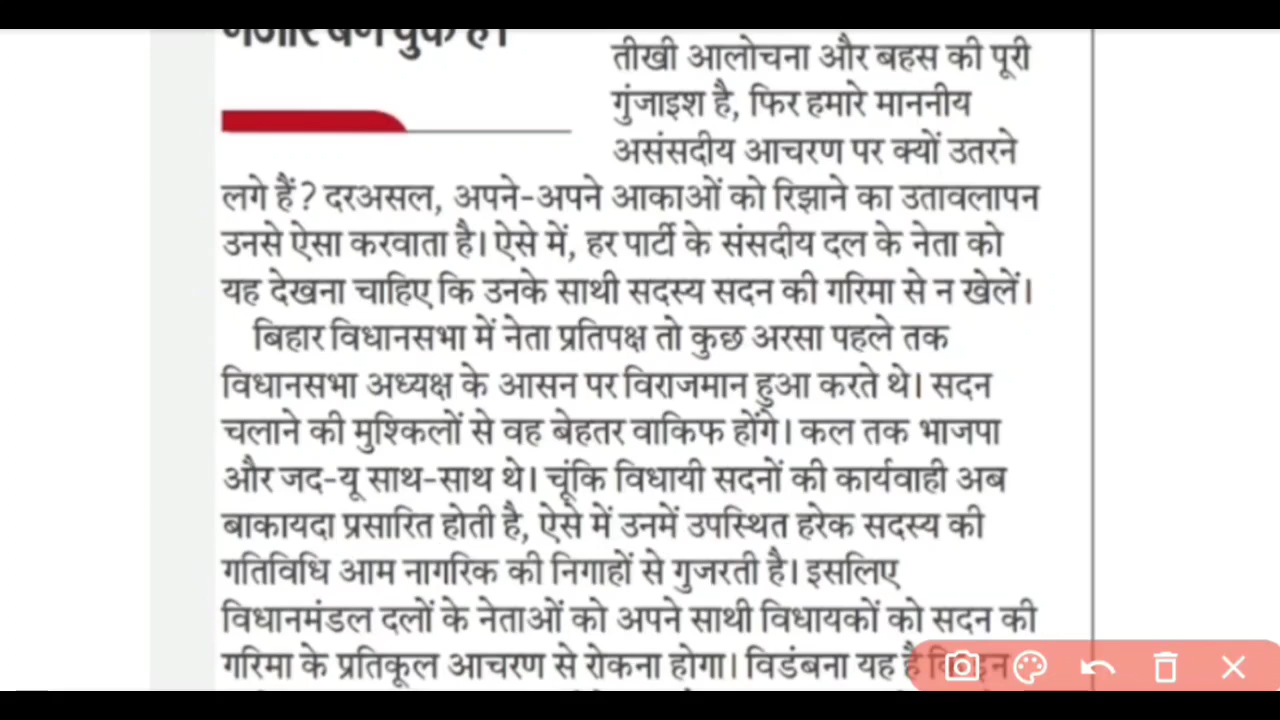 तीखी आलोचना और बहस की पूरी
गुंजाइश है, फिर हमारे माननीय
असंसदीय आचरण पर क्यों उतरने
लगे हैं? दरअसल, अपने-अपने आकाओं को रिझाने का उतावलापन
उनसे ऐसा करवाता है। ऐसे में, हर पार्टी के संसदीय दल के नेता को
यह देखना चाहिए कि उनके साथी सदस्य सदन की गरिमा से न खेलें।
बिहार विधानसभा में नेता प्रतिपक्ष तो कुछ अरसा पहले तक
विधानसभा अध्यक्ष के आसन पर विराजमान हुआ करते थे। सदन
चलाने की मुश्किलों से वह बेहतर वाकिफ होंगे। कल तक भाजपा
और जद-यू साथ-साथ थे। चूंकि विधायी सदनों की कार्यवाही अब
बाकायदा प्रसारित होती है, ऐसे में उनमें उपस्थित हरेक सदस्य की
गतिविधि आम नागरिक की निगाहों से गुजरती है। इसलिए
विधानमंडल दलों के नेताओं को अपने साथी विधायकों को सदन की
गरिमा के प्रतिकूल आचरण से रोकना होगा। विडंबना यह है